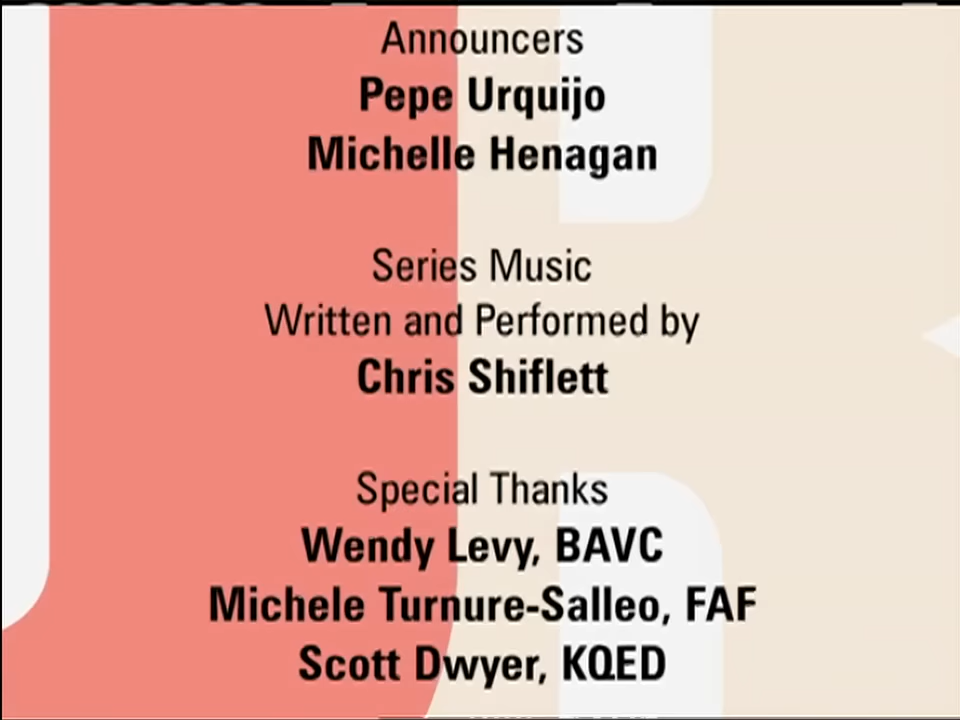 Announcers
Pepe Urquijo
Michelle Henagan
Series Music
Written and Performed by
Chris Shiflett
Special Thanks
Wendy Levy, BAVC
Michele Turnure-Salleo, FAF
Scott Dwyer, KQED